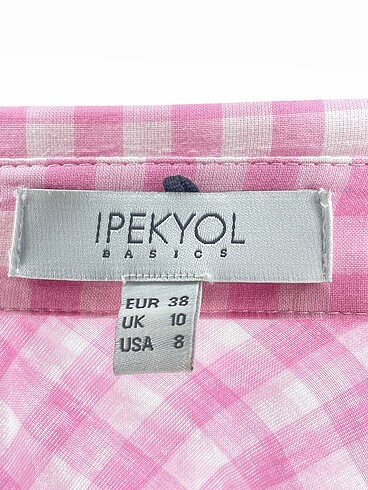 IPEKYOL
BASICS
EUR 38
UK 10
USA 8